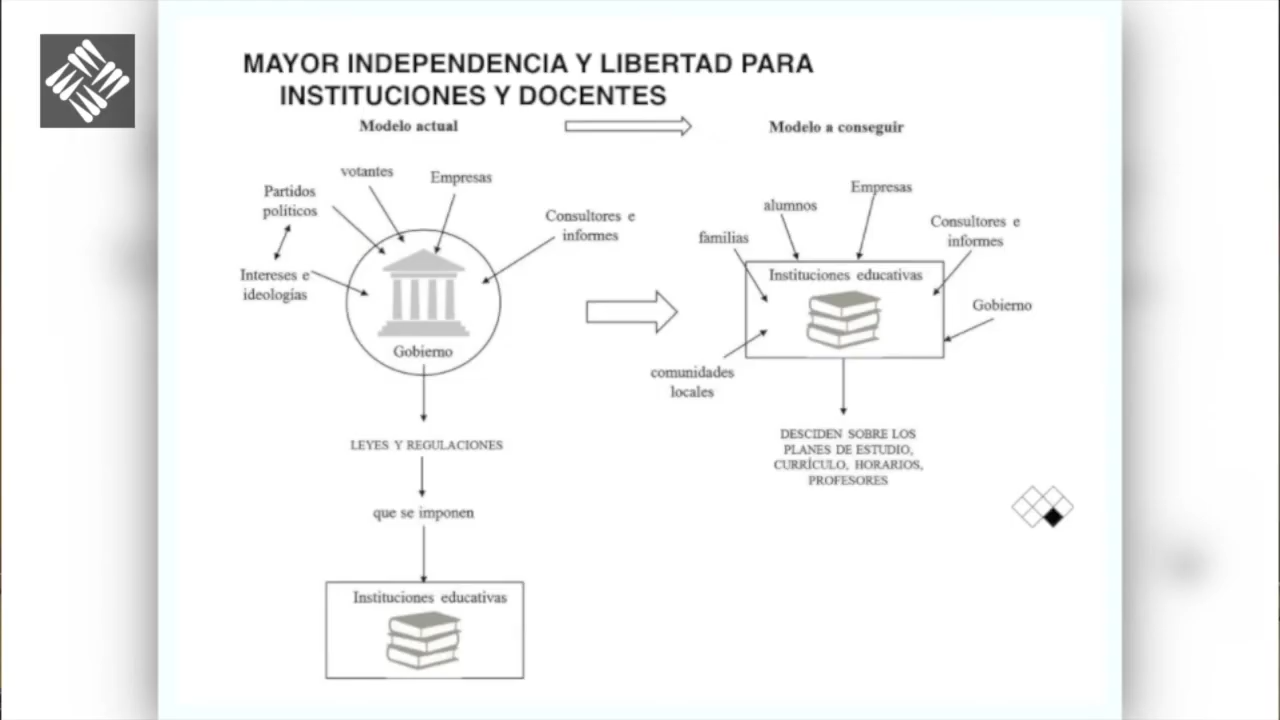 MAYOR INDEPENDENCIA Y LIBERTAD PARA
INSTITUCIONES Y DOCENTES
Modelo actual
Modelo a conseguir
votantes
Empresas
Partidos
políticos
Consultores e
informes
Intereses e
ideologías
Gobierno
LEYES Y REGULACIONES
que se imponen
Instituciones educativas
Empresas
alumnos
familias
Consultores e
informes
Instituciones educativas
Gobierno
comunidades
locales
DESCIDEN SOBRE LOS
PLANES DE ESTUDIO,
CURRÍCULO, HORARIOS,
PROFESORES